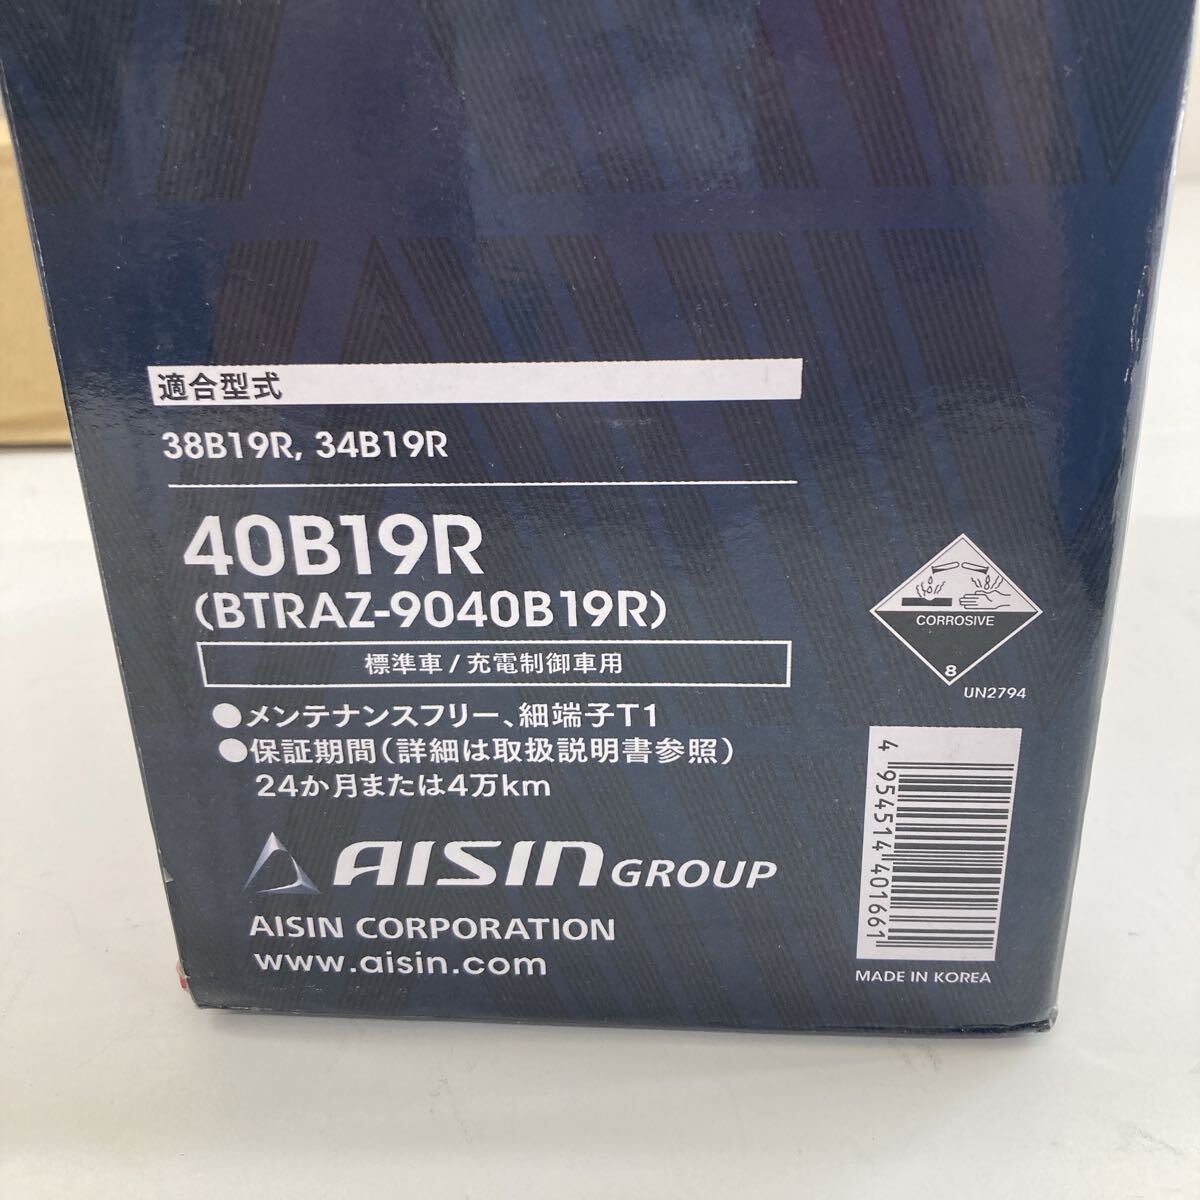 適合型式
38B19R, 34B19R
40B19R
(BTRAZ-9040B19R)
標準車/充電制御車用
●メンテナンスフリー、細端子T1
●保証期間(詳細は取扱説明書参照)
24か月または4万km
AISIN GROUP
AISIN CORPORATION
www.aisin.com
CORROSIVE
8
UN2794
4 954514 401661
MADE IN KOREA